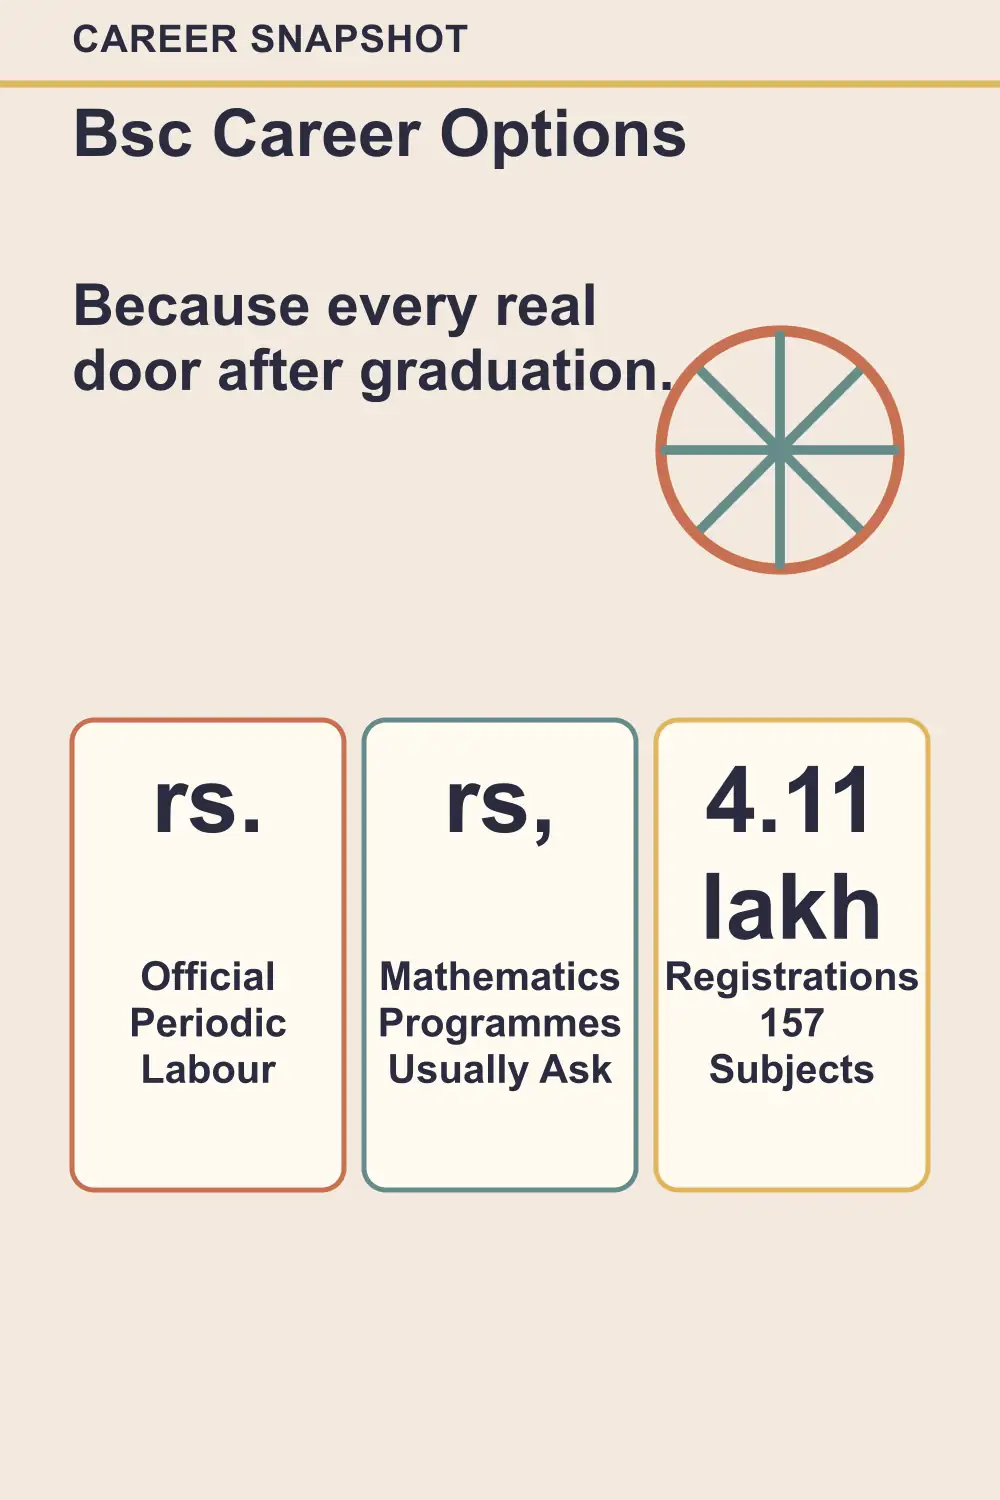 CAREER SNAPSHOT
Bsc Career Options
Because every real
door after graduation.
rs.
Official
Periodic
Labour
rs,
Mathematics
Programmes
Usually Ask
4.11
lakh
Registrations
157
Subjects